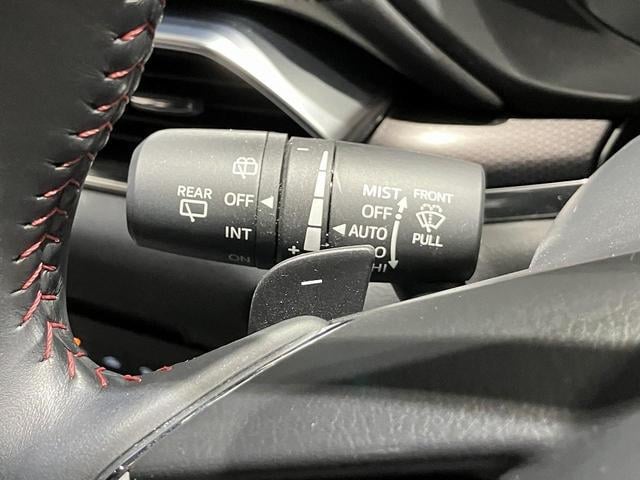 REAR
OFF
INT
ON
−
+
MIST
OFF
AUTO
HI
FRONT
PULL
−